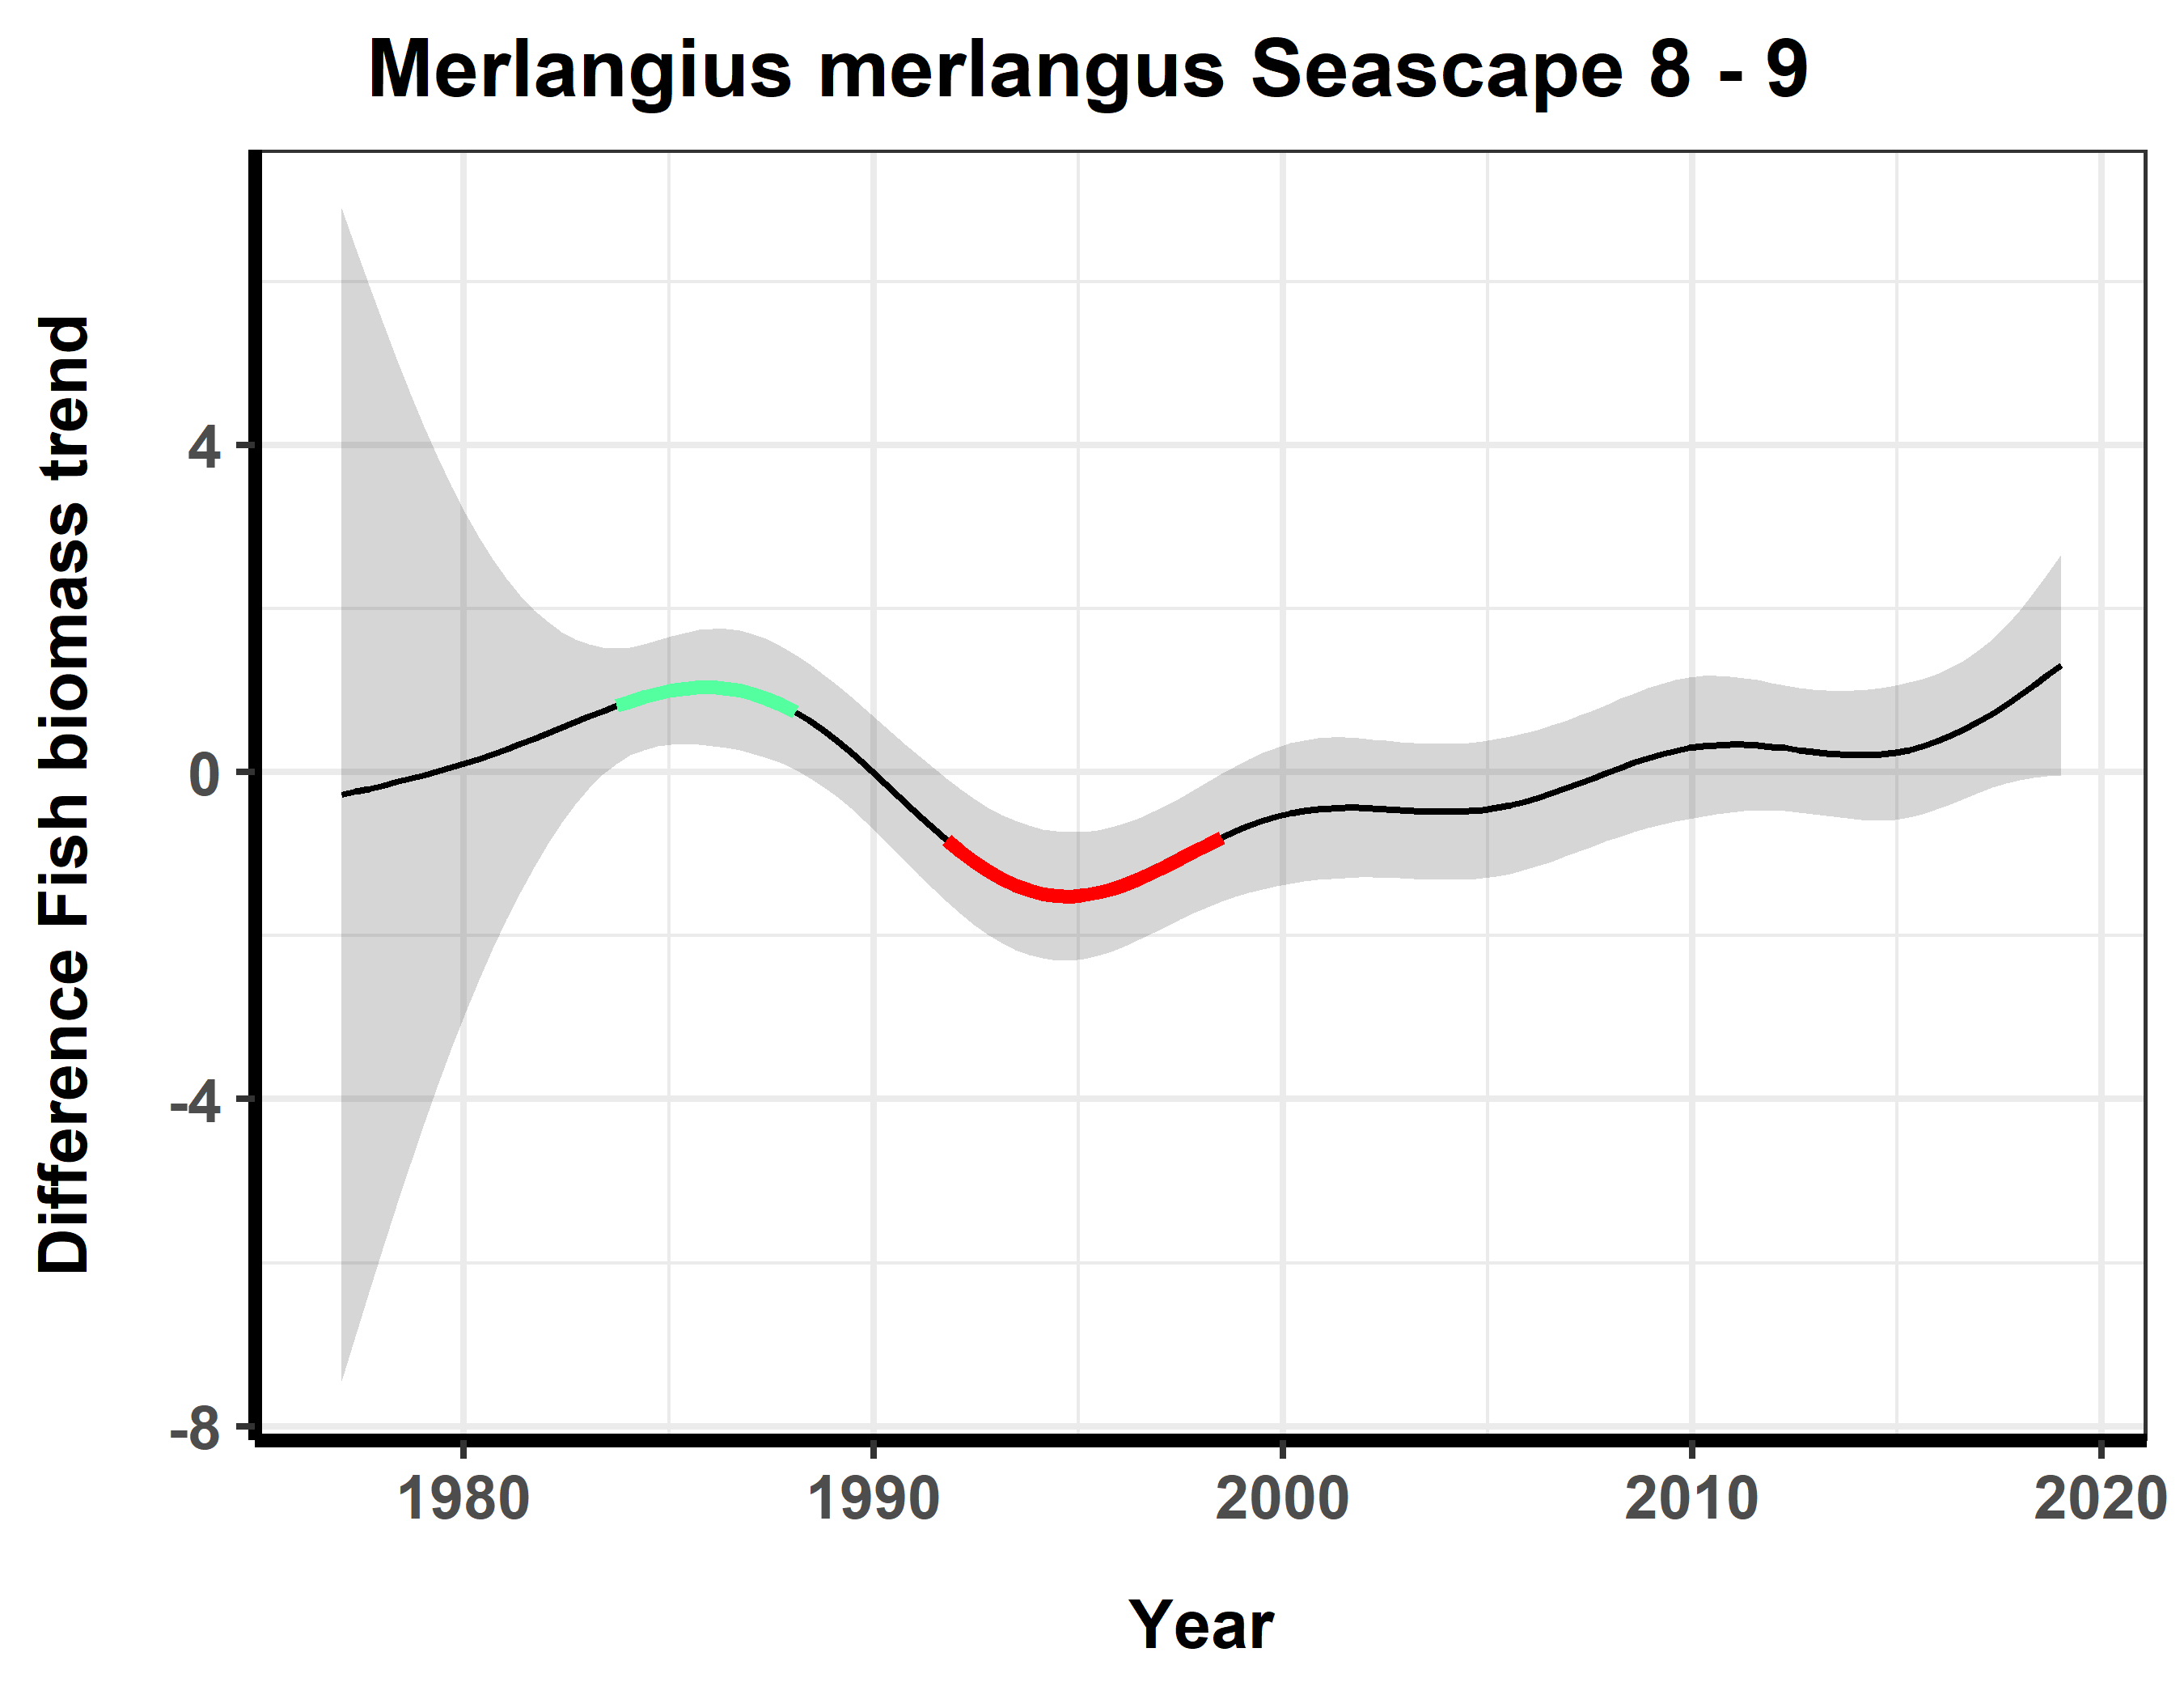 Merlangius merlangus Seascape 8 - 9
Difference Fish biomass trend
4
0
-4
-8
1980 1990 2000 2010 2020
Year